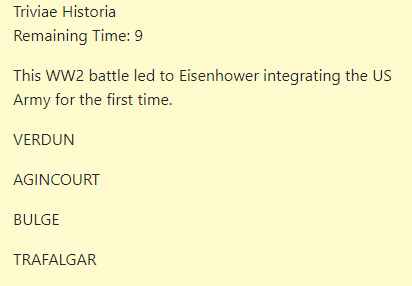 Triviae Historia
Remaining Time: 9
This WW2 battle led to Eisenhower integrating the US
Army for the first time.
VERDUN
AGINCOURT
BULGE
TRAFALGAR